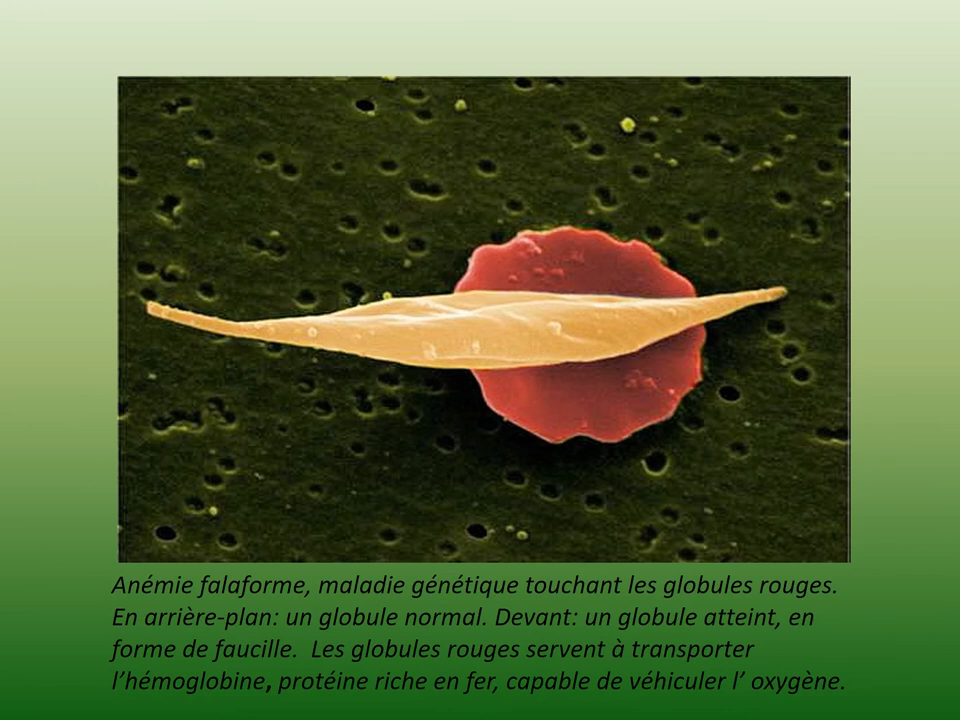 Anémie falaforme, maladie génétique touchant les globules rouges.
En arrière-plan: un globule normal. Devant: un globule atteint, en
forme de faucille.  Les globules rouges servent à transporter
l’hémoglobine, protéine riche en fer, capable de véhiculer l’ oxygène.